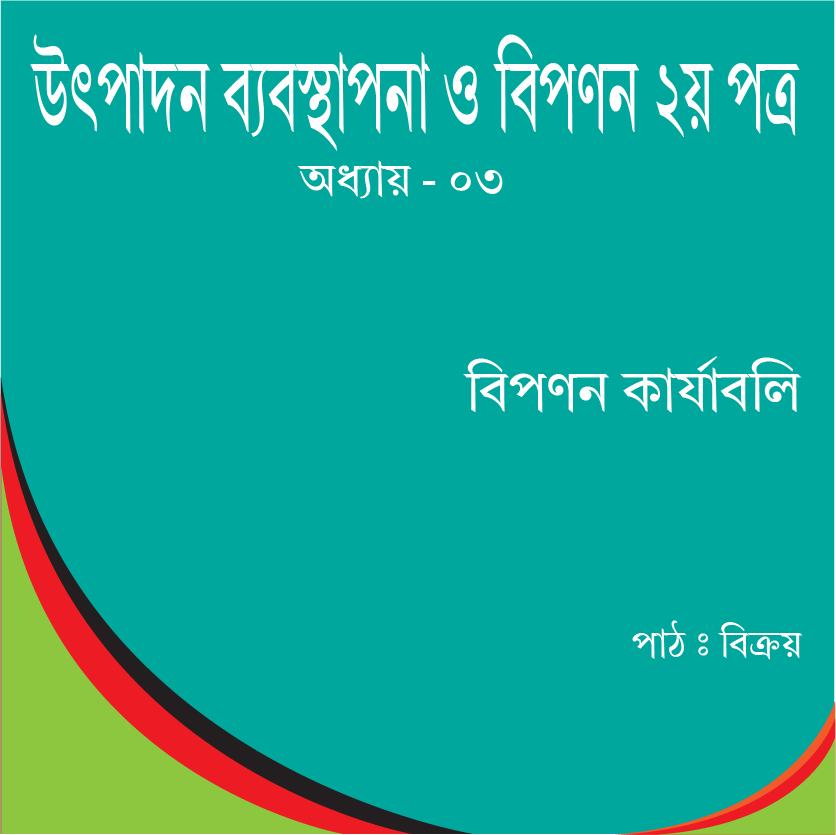 উৎপাদন ব্যবস্থাপনা ও বিপণন ২য় পত্র
অধ্যায় - ০৩
বিপণন কার্যাবলি
পাঠ ঃ বিক্রয়